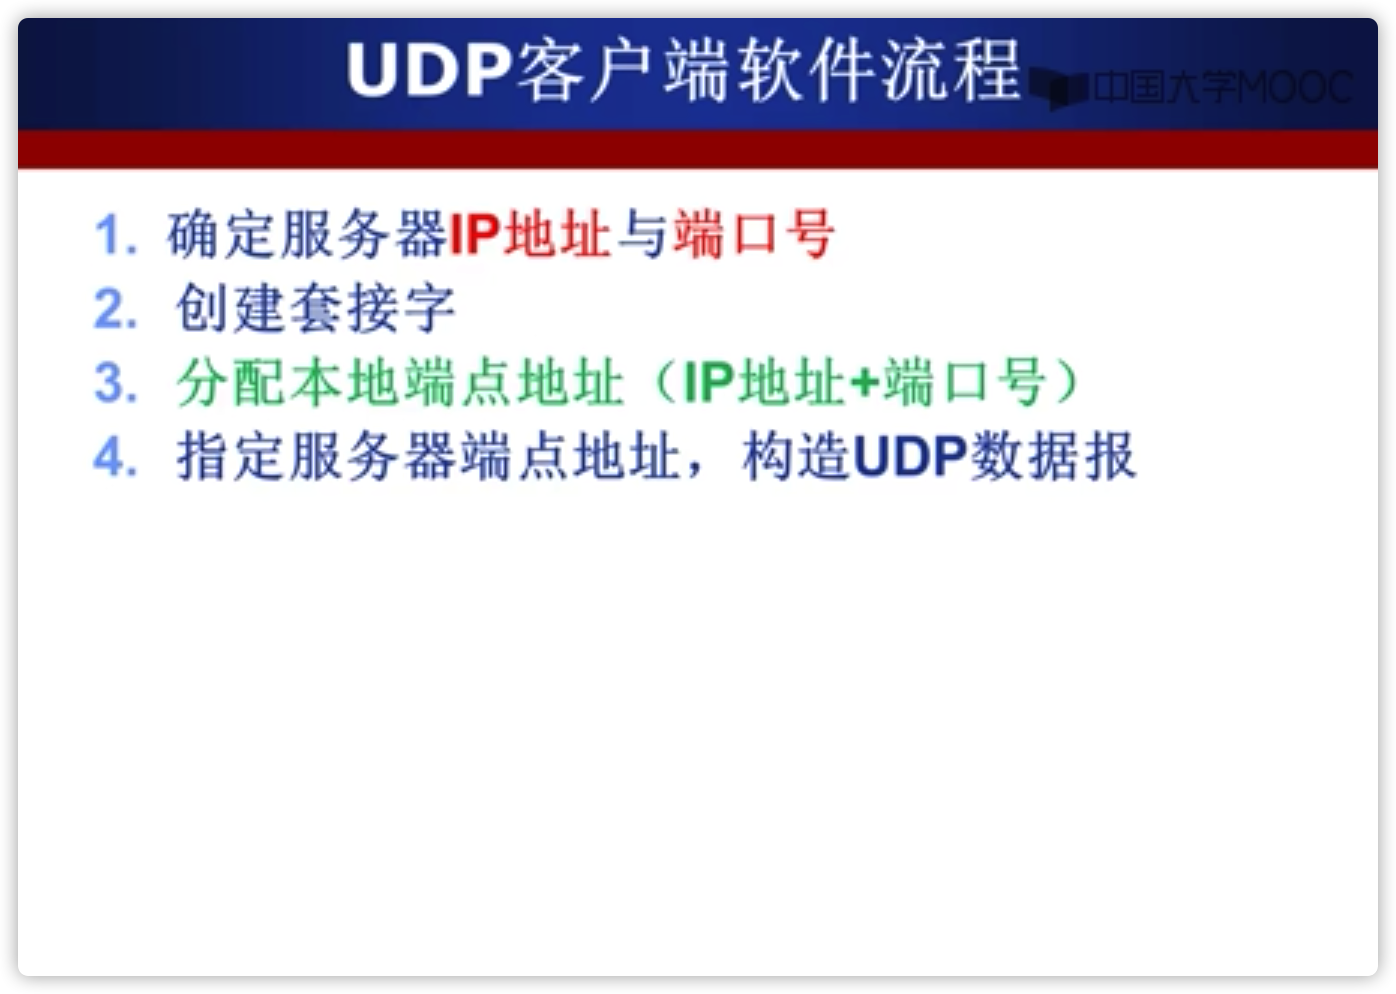 UDP客户端软件流程
中国大学MOOC
1. 确定服务器IP地址与端口号
2. 创建套接字
3. 分配本地端点地址（IP地址+端口号）
4. 指定服务器端点地址，构造UDP数据报